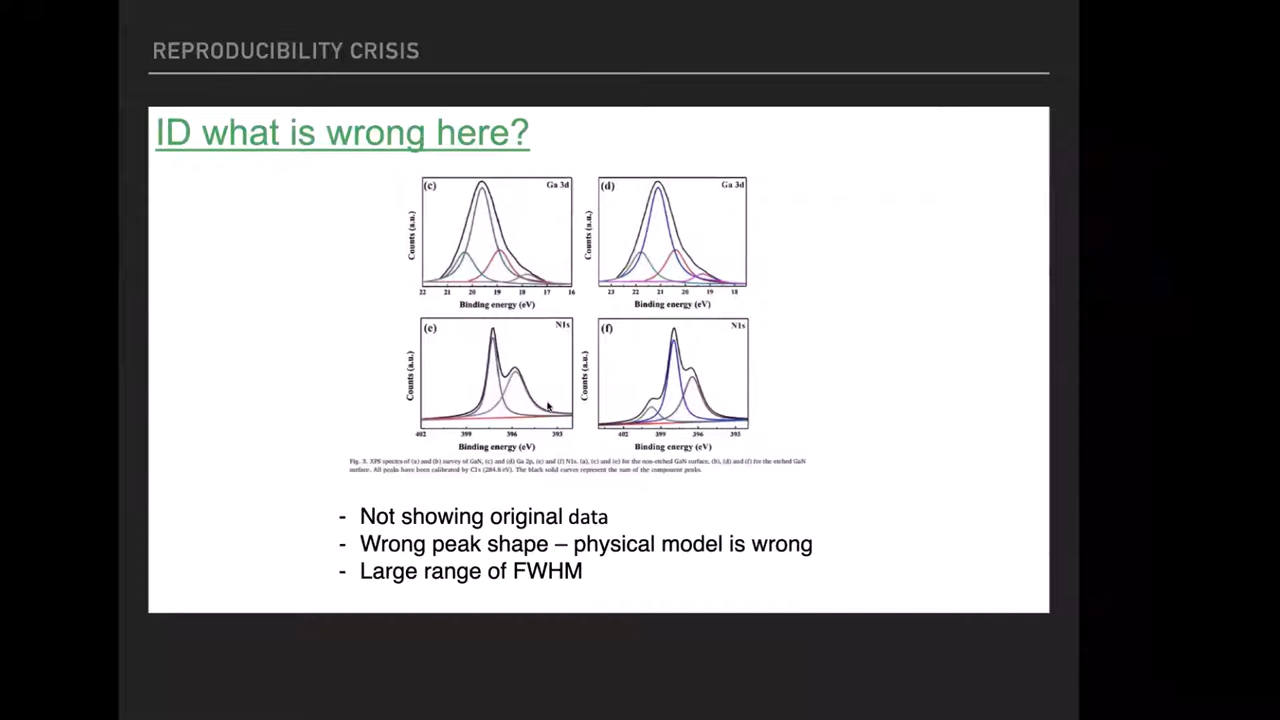 REPRODUCIBILITY CRISIS
ID what is wrong here?
(c) Ga 3d
Counts (a.u.)
22 21 20 19 18 17 16
Binding energy (eV)
(d) Ga 3d
Counts (a.u.)
23 22 21 20 19 18
Binding energy (eV)
(e) N1s
Counts (a.u.)
402 399 396 393
Binding energy (eV)
(f) N1s
Counts (a.u.)
402 399 396 393
Binding energy (eV)
Fig. 3. XPS spectra of (a) and (b) survey of GaN, (c) and (d) Ga 2p, (e) and (f) N1s. (a), (c) and (e) for the non-etched GaN surface, (b), (d) and (f) for the etched GaN
surface. All peaks have been calibrated by C1s (284.6 eV). The black solid curves represent the sum of the component peaks.
- Not showing original data
- Wrong peak shape – physical model is wrong
- Large range of FWHM